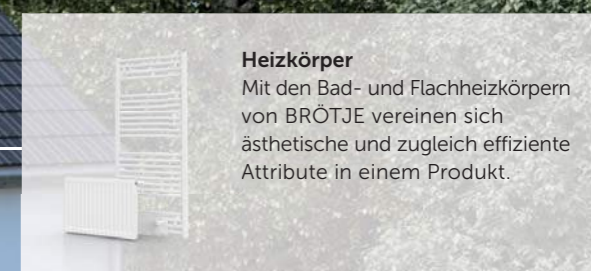 Heizkörper
Mit den Bad- und Flachheizkörpern
von BRÖTJE vereinen sich
ästhetische und zugleich effiziente
Attribute in einem Produkt.